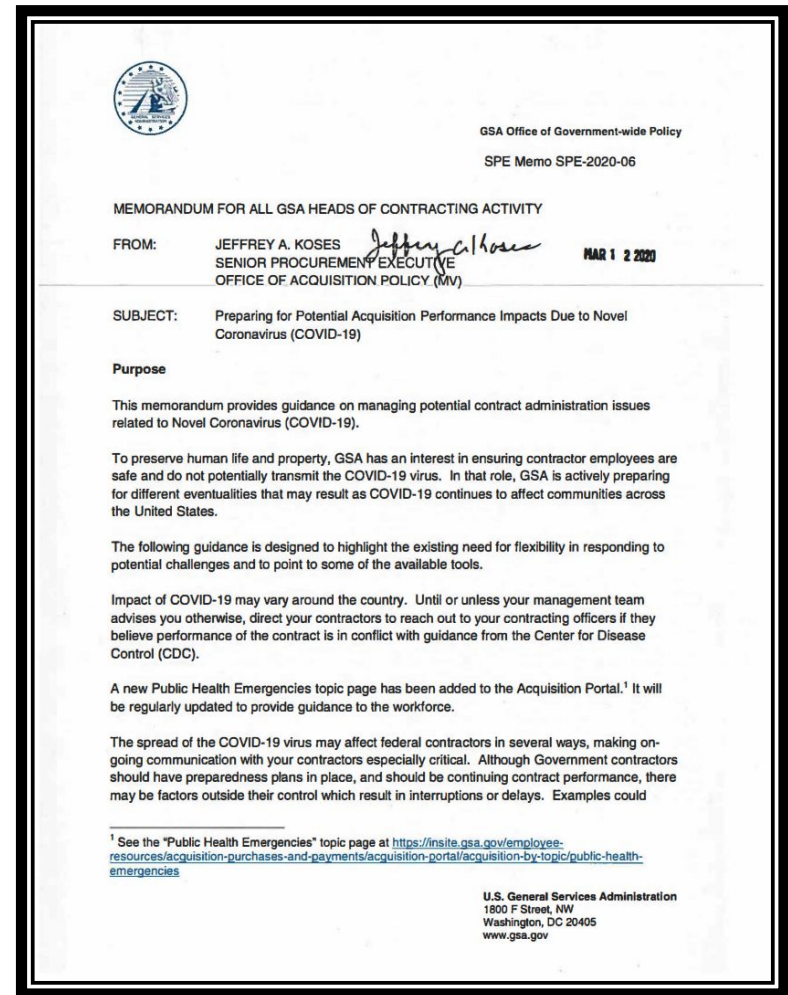 GENERAL SERVICES
ADMINISTRATION
GSA Office of Government-wide Policy
SPE Memo SPE-2020-06
MEMORANDUM FOR ALL GSA HEADS OF CONTRACTING ACTIVITY
FROM: JEFFREY A. KOSES
SENIOR PROCUREMENT EXECUTIVE
OFFICE OF ACQUISITION POLICY (MV)
MAR 1 2 2020
SUBJECT: Preparing for Potential Acquisition Performance Impacts Due to Novel
Coronavirus (COVID-19)
Purpose
This memorandum provides guidance on managing potential contract administration issues
related to Novel Coronavirus (COVID-19).
To preserve human life and property, GSA has an interest in ensuring contractor employees are
safe and do not potentially transmit the COVID-19 virus. In that role, GSA is actively preparing
for different eventualities that may result as COVID-19 continues to affect communities across
the United States.
The following guidance is designed to highlight the existing need for flexibility in responding to
potential challenges and to point to some of the available tools.
Impact of COVID-19 may vary around the country. Until or unless your management team
advises you otherwise, direct your contractors to reach out to your contracting officers if they
believe performance of the contract is in conflict with guidance from the Center for Disease
Control (CDC).
A new Public Health Emergencies topic page has been added to the Acquisition Portal.¹ It will
be regularly updated to provide guidance to the workforce.
The spread of the COVID-19 virus may affect federal contractors in several ways, making on-
going communication with your contractors especially critical. Although Government contractors
should have preparedness plans in place, and should be continuing contract performance, there
may be factors outside their control which result in interruptions or delays. Examples could
¹ See the "Public Health Emergencies" topic page at https://insite.gsa.gov/employee-
resources/acquisition-purchases-and-payments/acquisition-portal/acquisition-by-topic/public-health-
emergencies
U.S. General Services Administration
1800 F Street, NW
Washington, DC 20405
www.gsa.gov